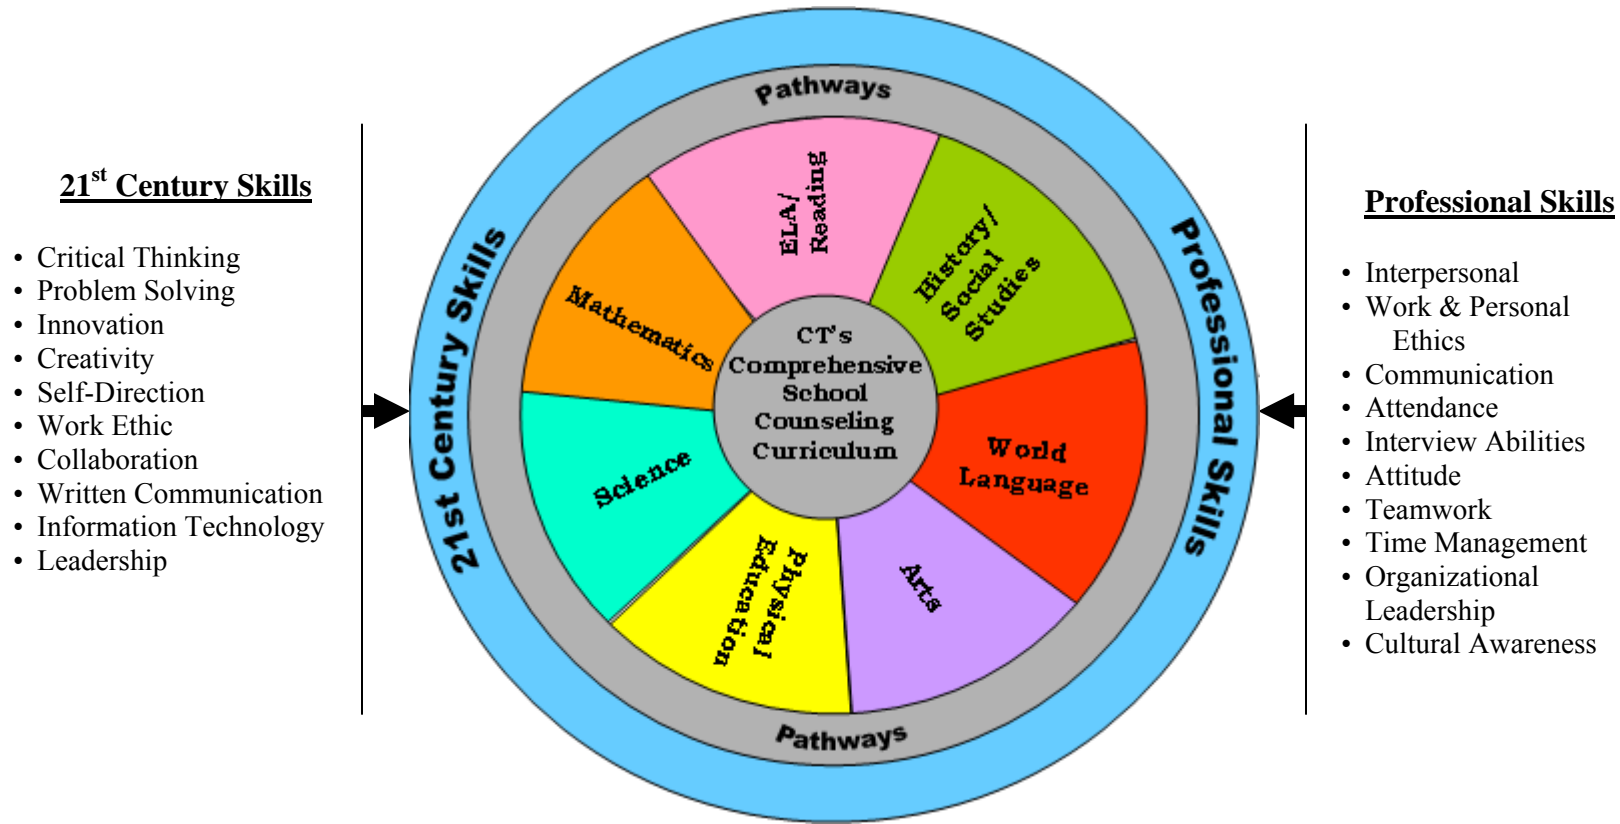 21st Century Skills
• Critical Thinking
• Problem Solving
• Innovation
• Creativity
• Self-Direction
• Work Ethic
• Collaboration
• Written Communication
• Information Technology
• Leadership
Pathways
21st Century Skills
Professional Skills
ELA/
Reading
History/
Social
Studies
Mathematics
CT's
Comprehensive
School
Counseling
Curriculum
World
Language
Science
Physical
Education
Arts
Pathways
Professional Skills
• Interpersonal
• Work & Personal
Ethics
• Communication
• Attendance
• Interview Abilities
• Attitude
• Teamwork
• Time Management
• Organizational
Leadership
• Cultural Awareness